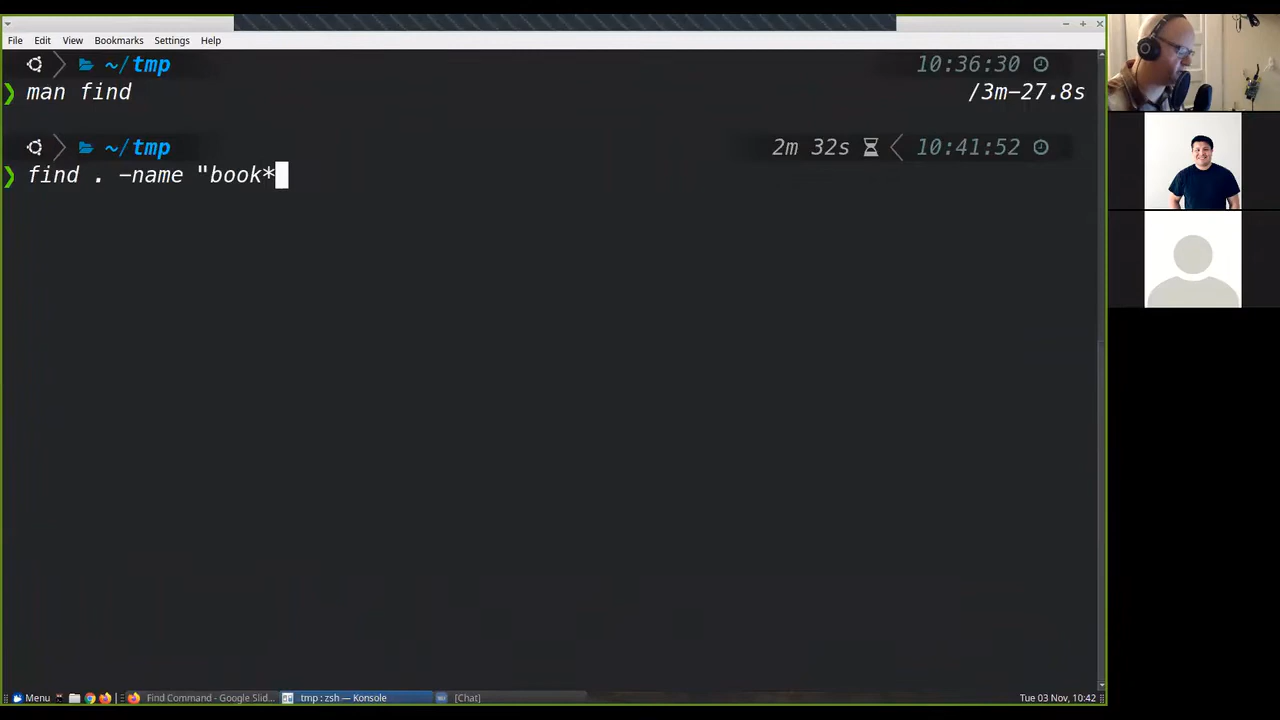 File Edit View Bookmarks Settings Help
~/tmp 10:36:30
❯ man find /3m-27.8s
~/tmp 2m 32s 10:41:52
❯ find . -name "book*
Menu Find Command - Google Slid... tmp : zsh — Konsole [Chat] Tue 03 Nov, 10:42